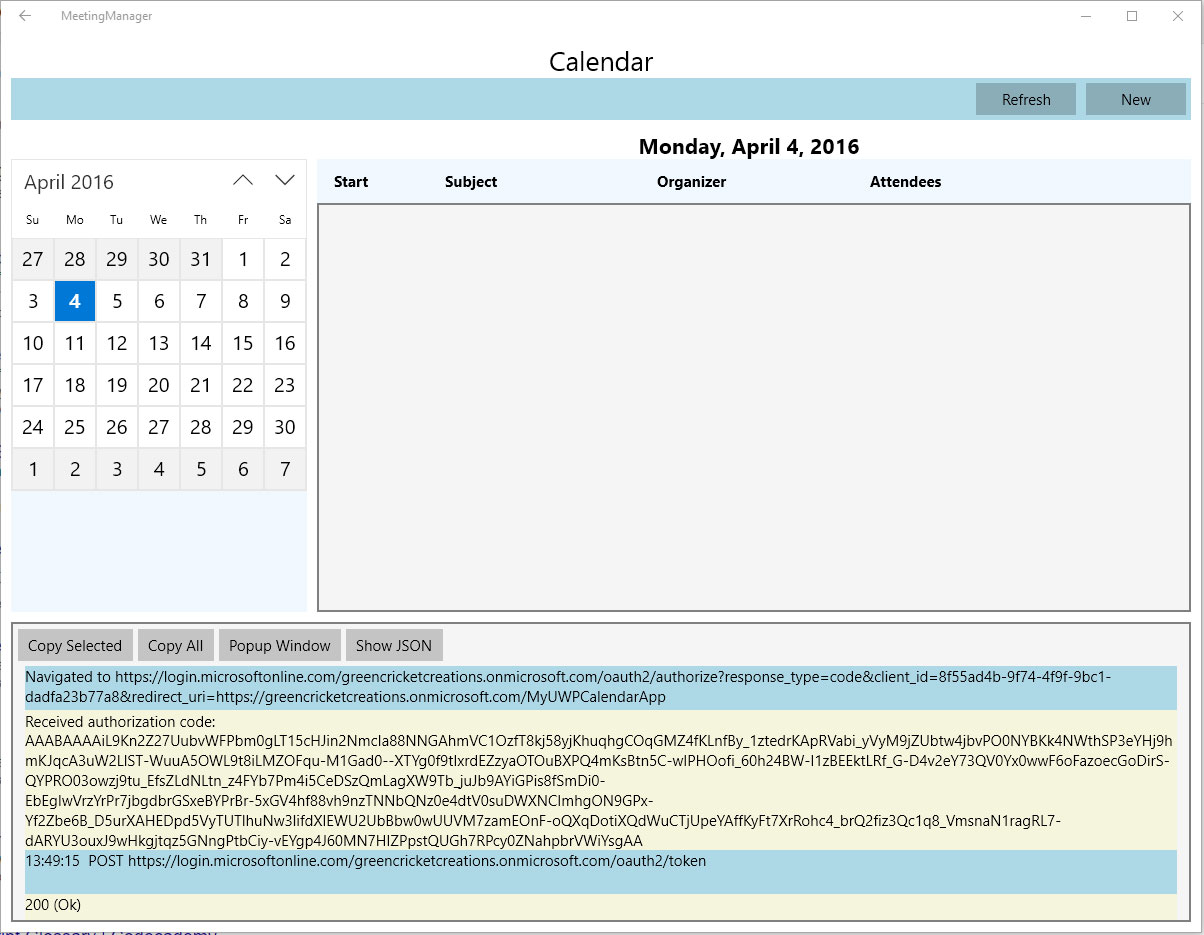 MeetingManager
Calendar
Refresh New
Monday, April 4, 2016
April 2016
Start Subject Organizer Attendees
Su Mo Tu We Th Fr Sa
27 28 29 30 31 1 2
3 4 5 6 7 8 9
10 11 12 13 14 15 16
17 18 19 20 21 22 23
24 25 26 27 28 29 30
1 2 3 4 5 6 7
Copy Selected Copy All Popup Window Show JSON
Navigated to https://login.microsoftonline.com/greencricketcreations.onmicrosoft.com/oauth2/authorize?response_type=code&client_id=8f55ad4b-9f74-4f9f-9bc1-
dadfa23b77a8&redirect_uri=https://greencricketcreations.onmicrosoft.com/MyUWPCalendarApp
Received authorization code:
AAABAAAAiL9Kn2Z27UubvWFPbm0gLT15cHJin2NmcIa88NNGAhmVC1OzfT8kj58yjKhuqhgCOqGMZ4fKLnfBy_1ztedrKApRVabi_yVyM9jZUbtw4jbvPO0NYBKk4NWthSP3eYHj9h
mKJqcA3uW2LlST-WuuA5OWL9t8iLMZOFqu-M1Gad0--XTYg0f9tIxrdEZzyaOTOuBXPQ4mKsBtn5C-wlPHOofi_60h24BW-I1zBEEktLRf_G-D4v2eY73QV0Yx0wwF6oFazoecGoDirS-
QYPRO03owzj9tu_EfsZLdNLtn_z4FYb7Pm4i5CeDSzQmLagXW9Tb_juJb9AYiGPis8fSmDi0-
EbEglwVrzYrPr7jbgdbrGSxeBYPrBr-5xGV4hf88vh9nzTNNbQNz0e4dtV0suDWXNClmhgON9GPx-
Yf2Zbe6B_D5urXAHEDpd5VyTUTlhuNw3lifdXIEWU2UbBbw0wUUVM7zamEOnF-oQXqDotiXQdWuCTjUpeYAffKyFt7XrRohc4_brQ2fiz3Qc1q8_VmsnaN1ragRL7-
dARYU3ouxJ9wHkgjtqz5GNngPtbCiy-vEYgp4J60MN7HIZPpstQUGh7RPcy0ZNahpbrVWiYsgAA
13:49:15 POST https://login.microsoftonline.com/greencricketcreations.onmicrosoft.com/oauth2/token
200 (Ok)